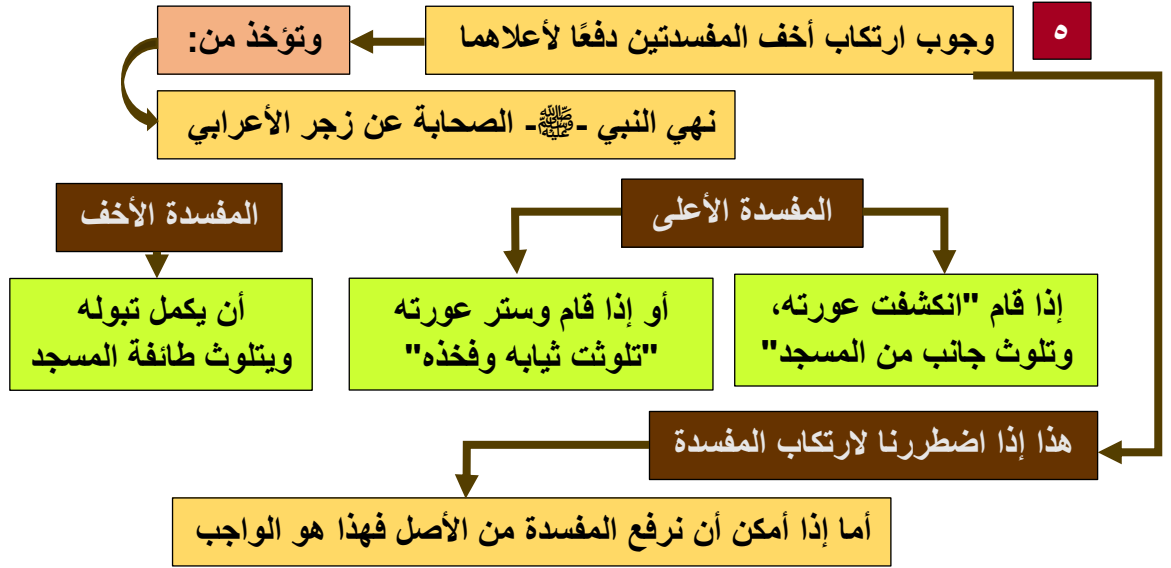 ٥
وجوب ارتكاب أخف المفسدتين دفعًا لأعلاهما
وتؤخذ من:
نهي النبي -ﷺ- الصحابة عن زجر الأعرابي
المفسدة الأعلى
المفسدة الأخف
إذا قام "انكشفت عورته،
وتلوث جانب من المسجد"
أو إذا قام وستر عورته
"تلوثت ثيابه وفخذه"
أن يكمل تبوله
ويتلوث طائفة المسجد
هذا إذا اضطررنا لارتكاب المفسدة
أما إذا أمكن أن نرفع المفسدة من الأصل فهذا هو الواجب